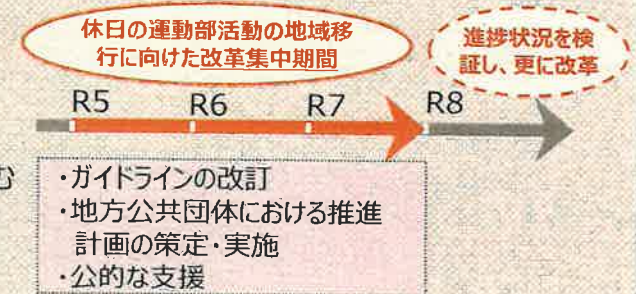 休日の運動部活動の地域移
行に向けた改革集中期間
進捗状況を検
証し、更に改革
R5 R6 R7 R8
む
・ガイドラインの改訂
・地方公共団体における推進
計画の策定・実施
・公的な支援